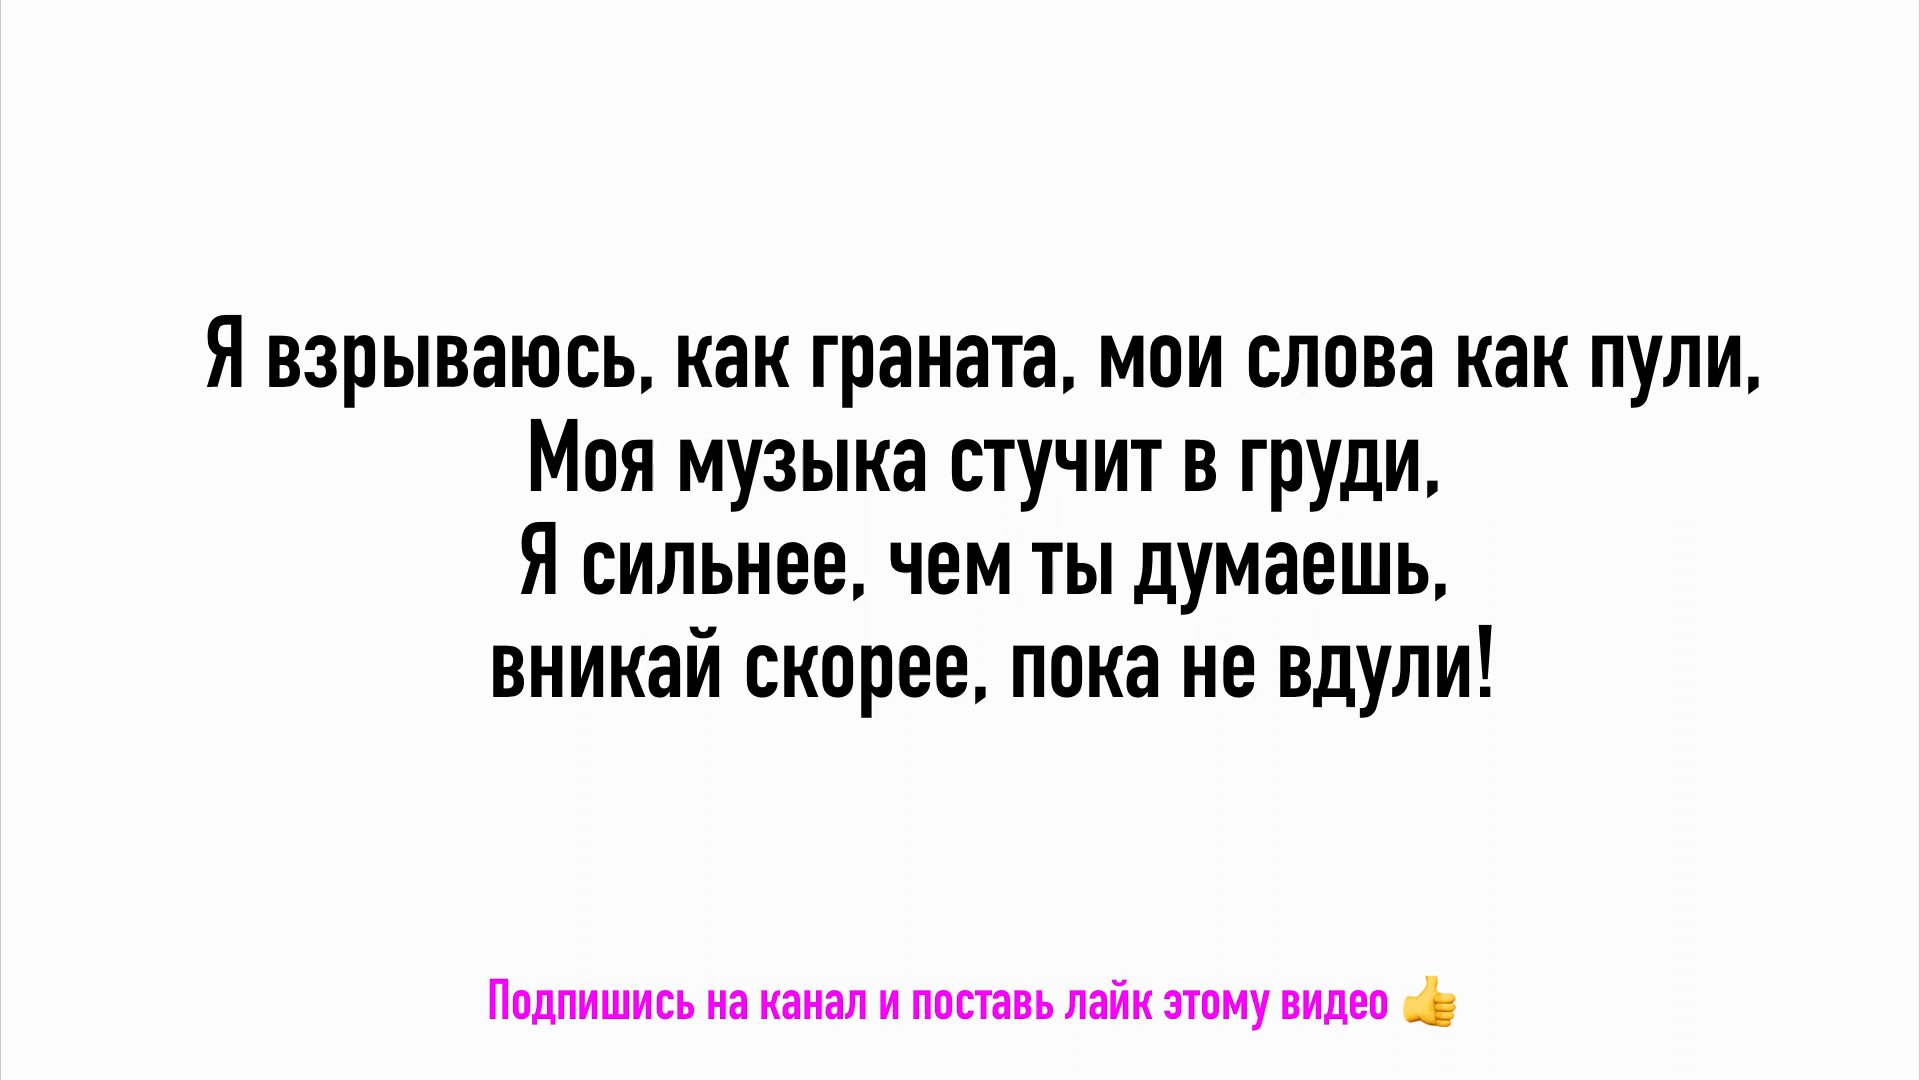 Я взрываюсь, как граната, мои слова как пули,
Моя музыка стучит в груди,
Я сильнее, чем ты думаешь,
вникай скорее, пока не вдули!
Подпишись на канал и поставь лайк этому видео 👍